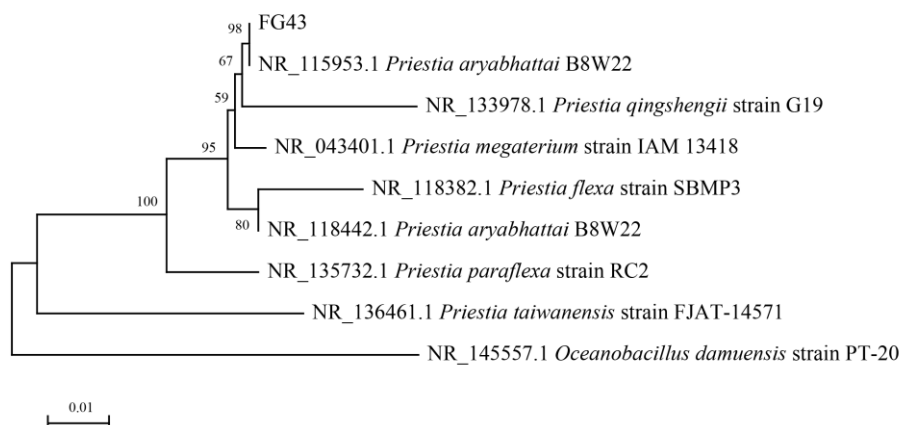 98
FG43
67
NR_115953.1 Priestia aryabhattai B8W22
NR_133978.1 Priestia qingshengii strain G19
59
NR_043401.1 Priestia megaterium strain IAM 13418
95
NR_118382.1 Priestia flexa strain SBMP3
100
80
NR_118442.1 Priestia aryabhattai B8W22
NR_135732.1 Priestia paraflexa strain RC2
NR_136461.1 Priestia taiwanensis strain FJAT-14571
NR_145557.1 Oceanobacillus damuensis strain PT-20
0.01